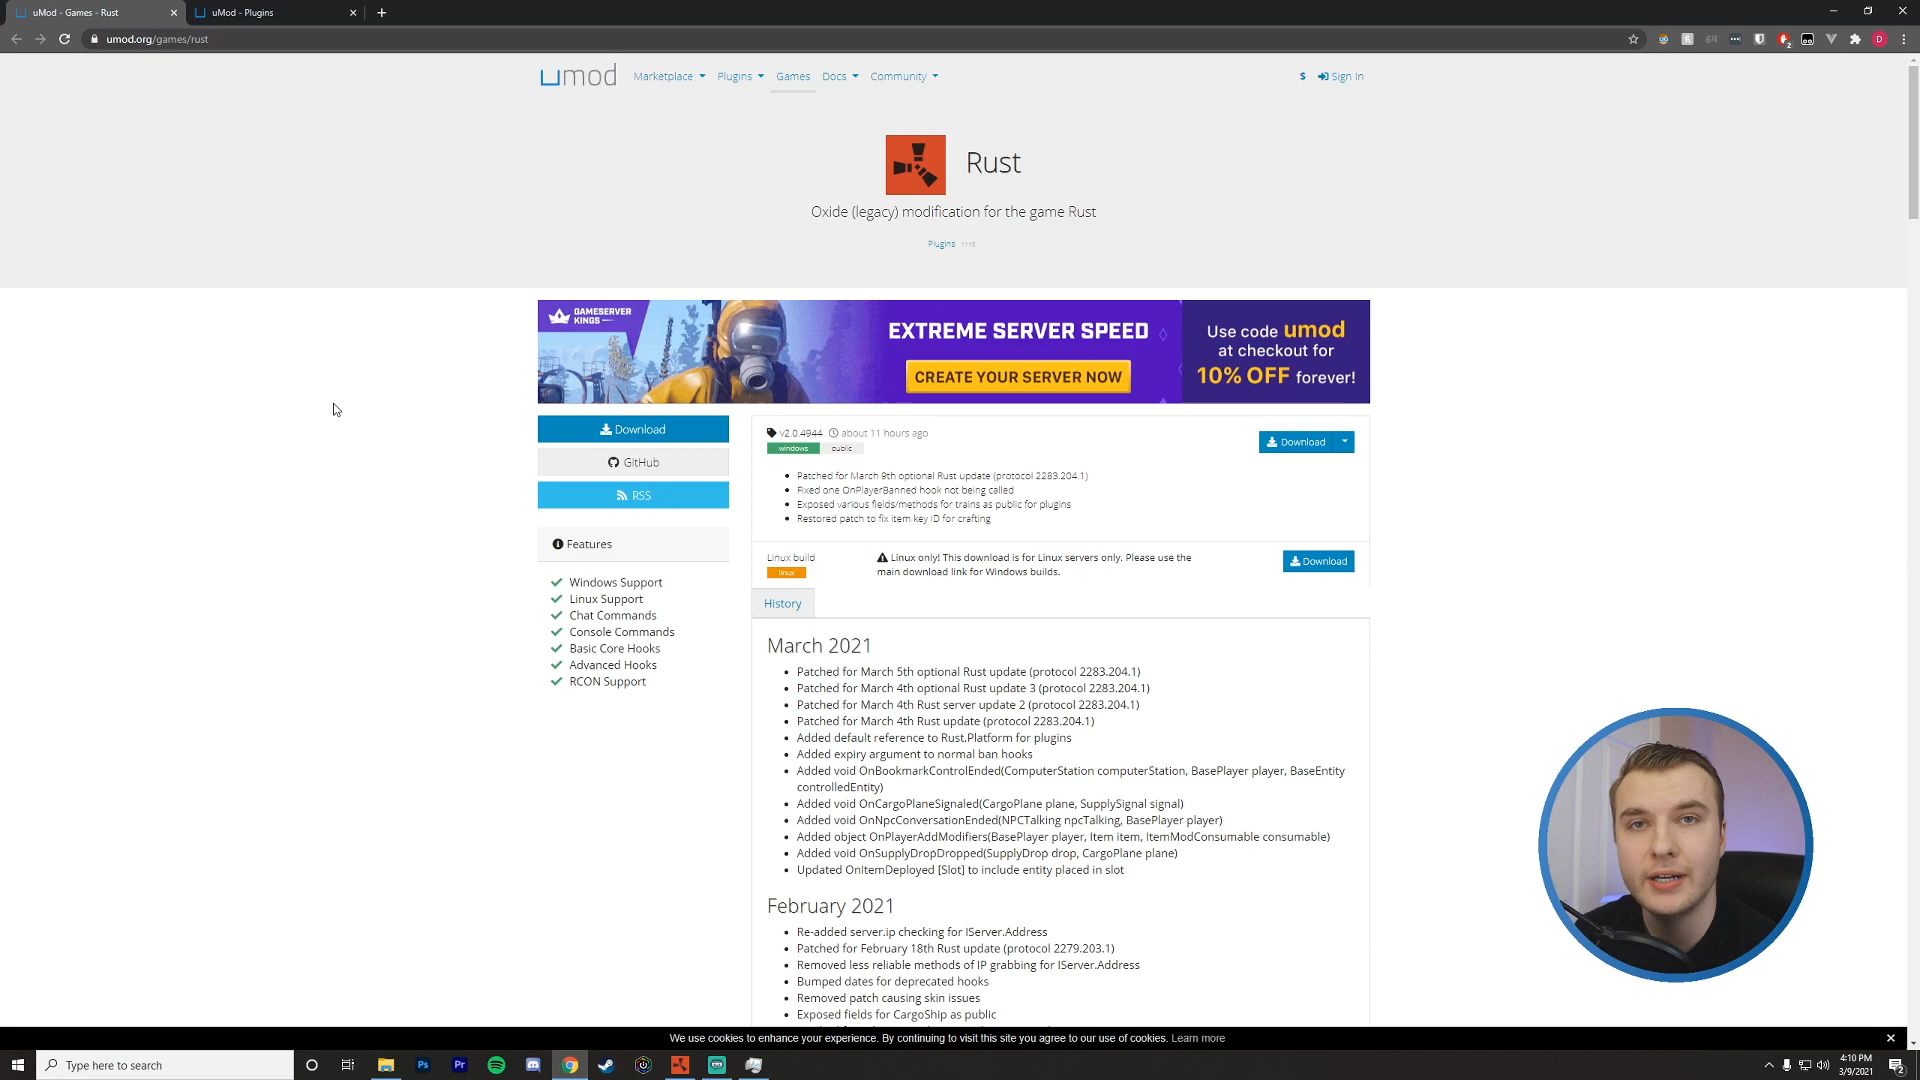 uMod - Games - Rust
uMod - Plugins
umod.org/games/rust
umod
Marketplace
Plugins
Games
Docs
Community
$
Sign In
Rust
Oxide (legacy) modification for the game Rust
Plugins 1115
GAMESERVER
KINGS
EXTREME SERVER SPEED
CREATE YOUR SERVER NOW
Use code umod
at checkout for
10% OFF forever!
Download
GitHub
RSS
Features
Windows Support
Linux Support
Chat Commands
Console Commands
Basic Core Hooks
Advanced Hooks
RCON Support
v2.0.4944 about 11 hours ago
windows public
Download
Patched for March 9th optional Rust update (protocol 2283.204.1)
Fixed one OnPlayerBanned hook not being called
Exposed various fields/methods for trains as public for plugins
Restored patch to fix item key ID for crafting
Linux build
linux
Linux only! This download is for Linux servers only. Please use the
main download link for Windows builds.
Download
History
March 2021
Patched for March 5th optional Rust update (protocol 2283.204.1)
Patched for March 4th optional Rust update 3 (protocol 2283.204.1)
Patched for March 4th Rust server update 2 (protocol 2283.204.1)
Patched for March 4th Rust update (protocol 2283.204.1)
Added default reference to Rust.Platform for plugins
Added expiry argument to normal ban hooks
Added void OnBookmarkControlEnded(ComputerStation computerStation, BasePlayer player, BaseEntity
controlledEntity)
Added void OnCargoPlaneSignaled(CargoPlane plane, SupplySignal signal)
Added void OnNpcConversationEnded(NPCTalking npcTalking, BasePlayer player)
Added object OnPlayerAddModifiers(BasePlayer player, Item item, ItemModConsumable consumable)
Added void OnSupplyDropDropped(SupplyDrop drop, CargoPlane plane)
Updated OnItemDeployed [Slot] to include entity placed in slot
February 2021
Re-added server.ip checking for IServer.Address
Patched for February 18th Rust update (protocol 2279.203.1)
Removed less reliable methods of IP grabbing for IServer.Address
Bumped dates for deprecated hooks
Removed patch causing skin issues
Exposed fields for CargoShip as public
We use cookies to enhance your experience. By continuing to visit this site you agree to our use of cookies. Learn more
Type here to search
Ps
Pr
4:10 PM
3/9/2021